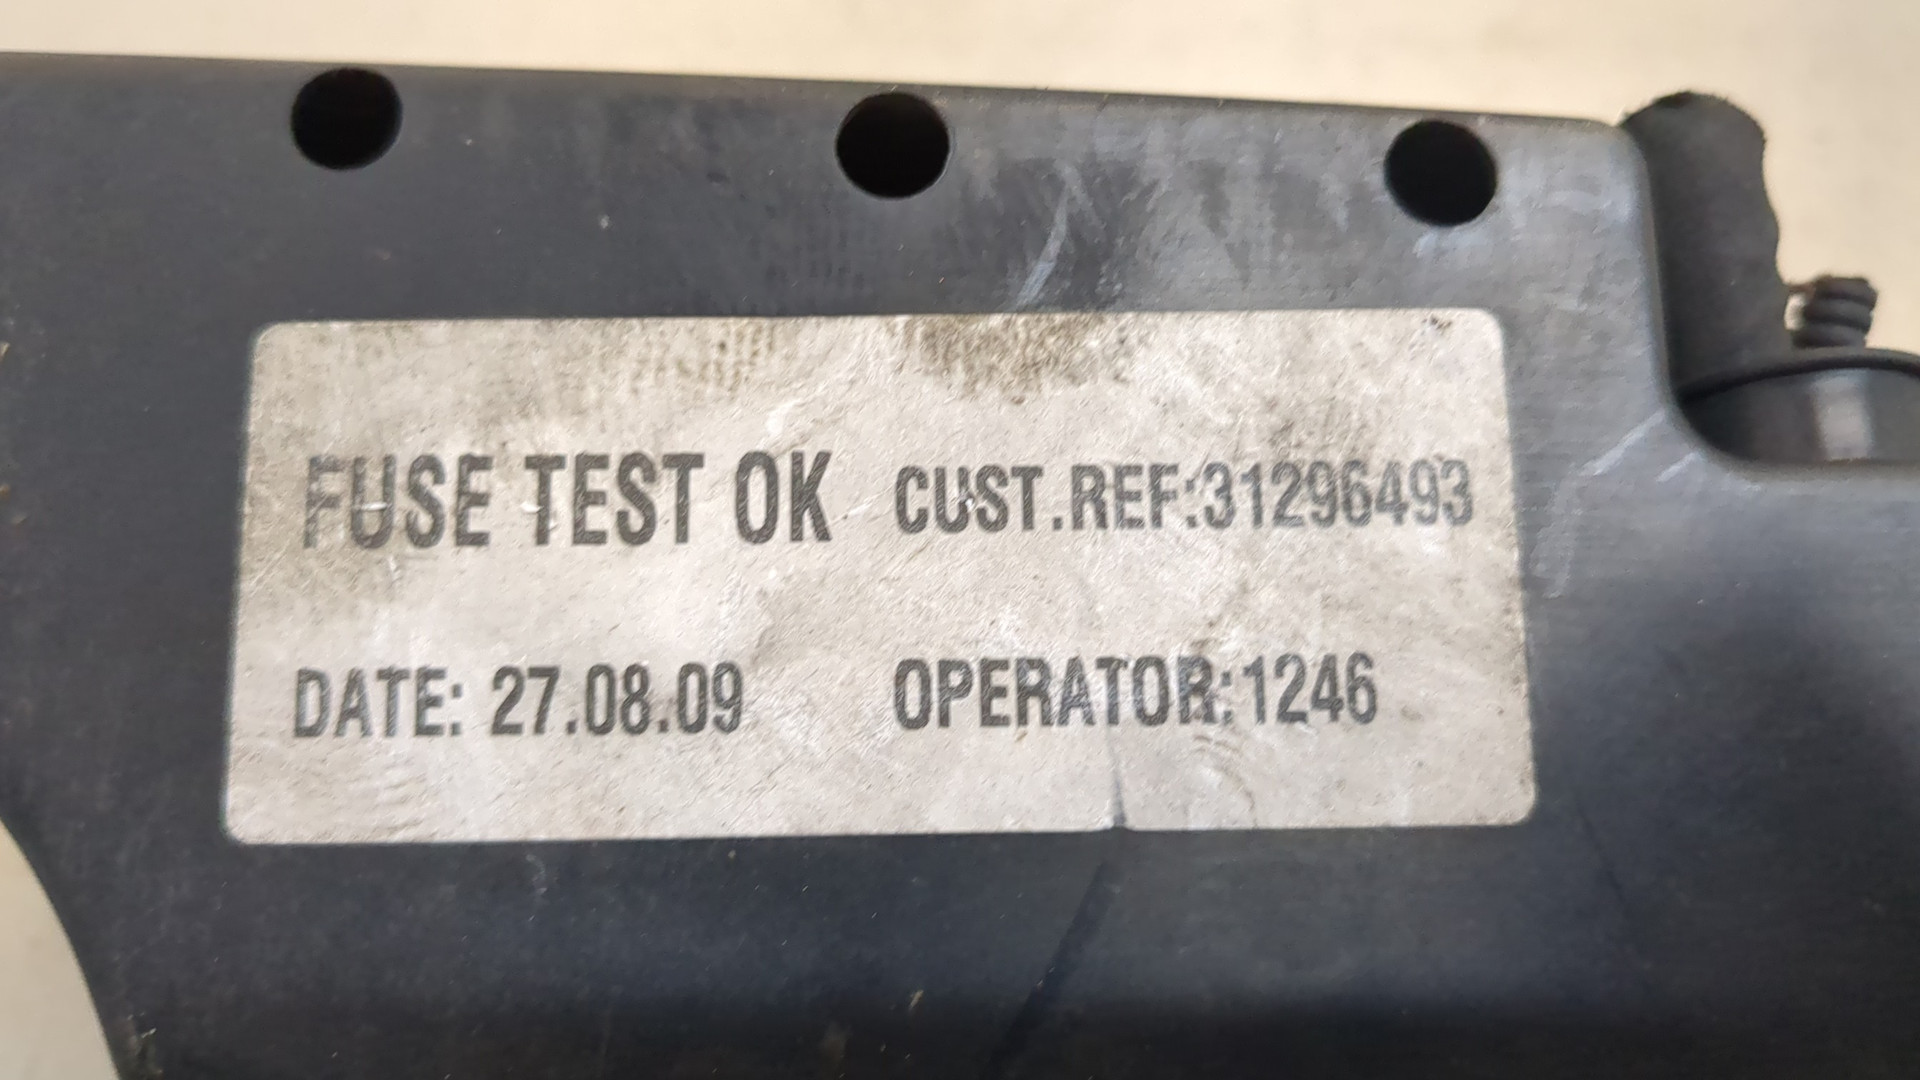 FUSE TEST OK CUST.REF:31296493
DATE: 27.08.09 OPERATOR:1246